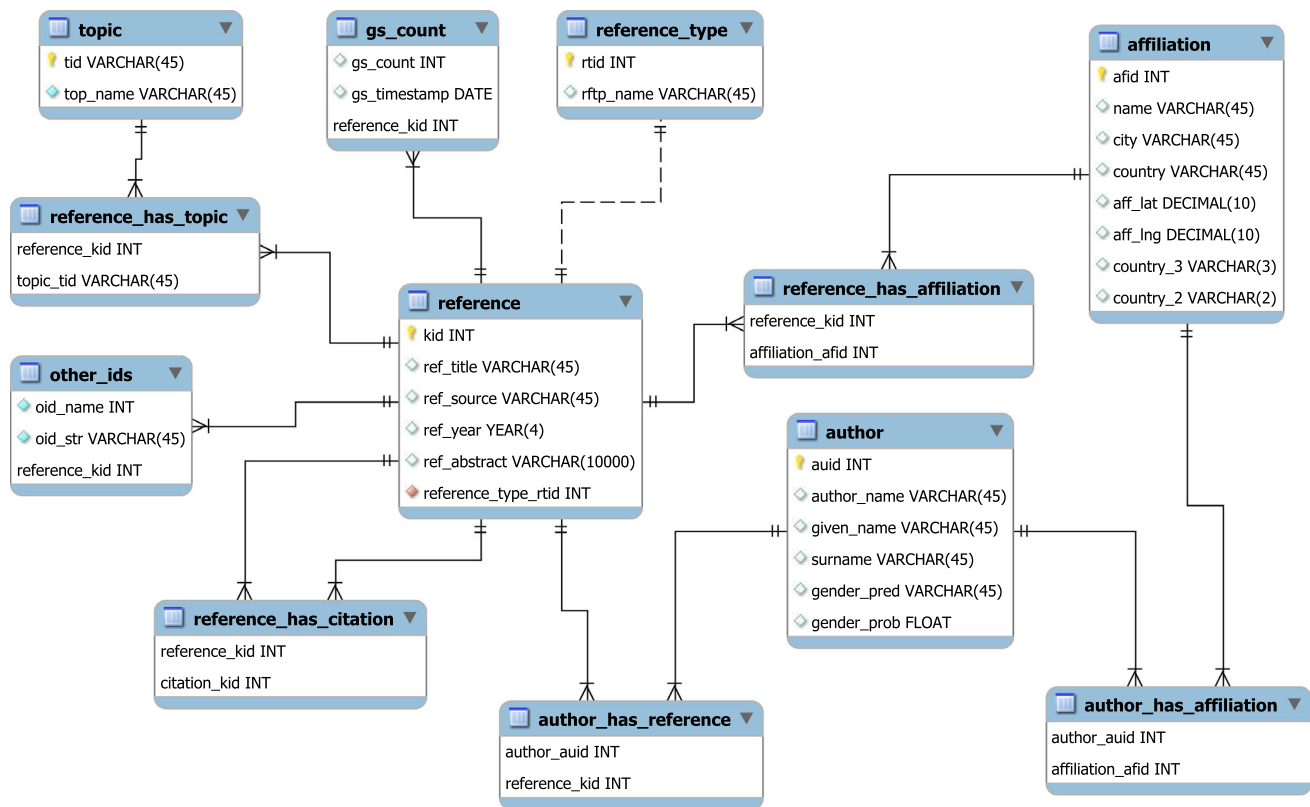 topic
tid VARCHAR(45)
top_name VARCHAR(45)
gs_count
gs_count INT
gs_timestamp DATE
reference_kid INT
reference_type
rtid INT
rftp_name VARCHAR(45)
affiliation
afid INT
name VARCHAR(45)
city VARCHAR(45)
country VARCHAR(45)
aff_lat DECIMAL(10)
aff_lng DECIMAL(10)
country_3 VARCHAR(3)
country_2 VARCHAR(2)
reference_has_topic
reference_kid INT
topic_tid VARCHAR(45)
reference
kid INT
ref_title VARCHAR(45)
ref_source VARCHAR(45)
ref_year YEAR(4)
ref_abstract VARCHAR(10000)
reference_type_rtid INT
reference_has_affiliation
reference_kid INT
affiliation_afid INT
other_ids
oid_name INT
oid_str VARCHAR(45)
reference_kid INT
author
auid INT
author_name VARCHAR(45)
given_name VARCHAR(45)
surname VARCHAR(45)
gender_pred VARCHAR(45)
gender_prob FLOAT
reference_has_citation
reference_kid INT
citation_kid INT
author_has_reference
author_auid INT
reference_kid INT
author_has_affiliation
author_auid INT
affiliation_afid INT